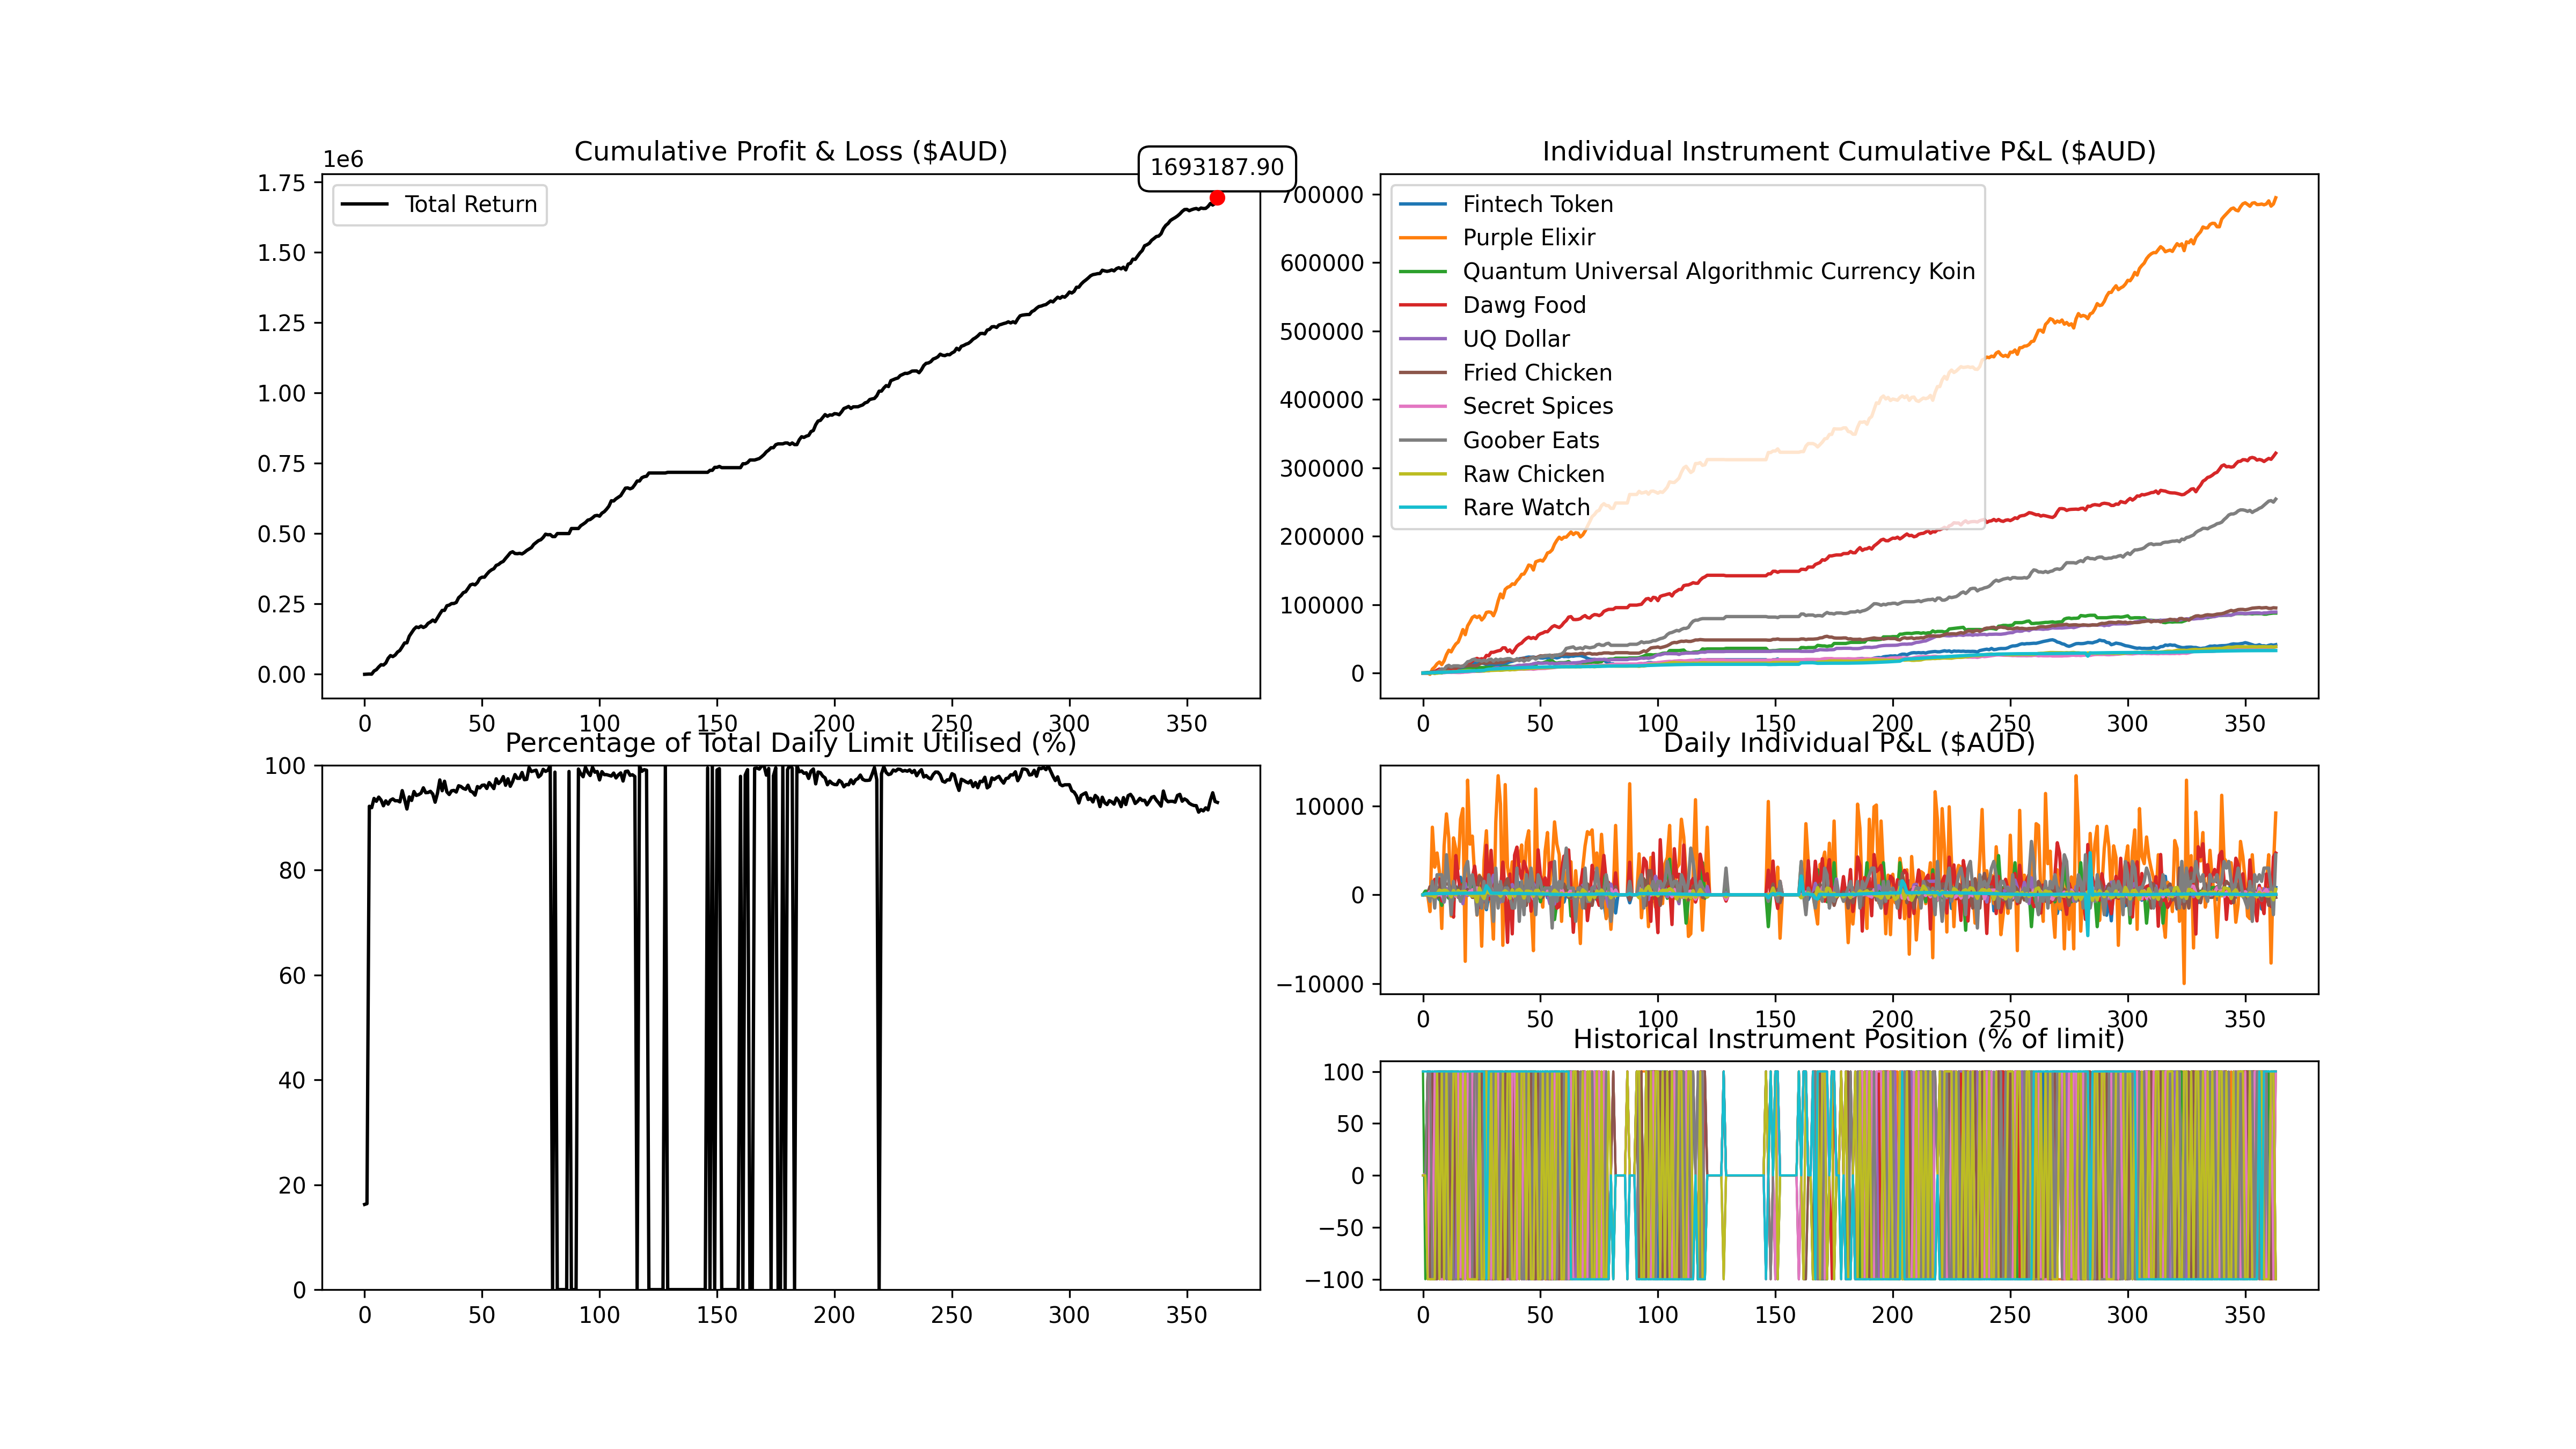 Cumulative Profit & Loss ($AUD)
1e6
1693187.90
Total Return
1.75
1.50
1.25
1.00
0.75
0.50
0.25
0.00
0 50 100 150 200 250 300 350
Individual Instrument Cumulative P&L ($AUD)
Fintech Token
Purple Elixir
Quantum Universal Algorithmic Currency Koin
Dawg Food
UQ Dollar
Fried Chicken
Secret Spices
Goober Eats
Raw Chicken
Rare Watch
700000
600000
500000
400000
300000
200000
100000
0
0 50 100 150 200 250 300 350
Percentage of Total Daily Limit Utilised (%)
100
80
60
40
20
0
0 50 100 150 200 250 300 350
Daily Individual P&L ($AUD)
10000
0
−10000
0 50 100 150 200 250 300 350
Historical Instrument Position (% of limit)
100
50
0
−50
−100
0 50 100 150 200 250 300 350